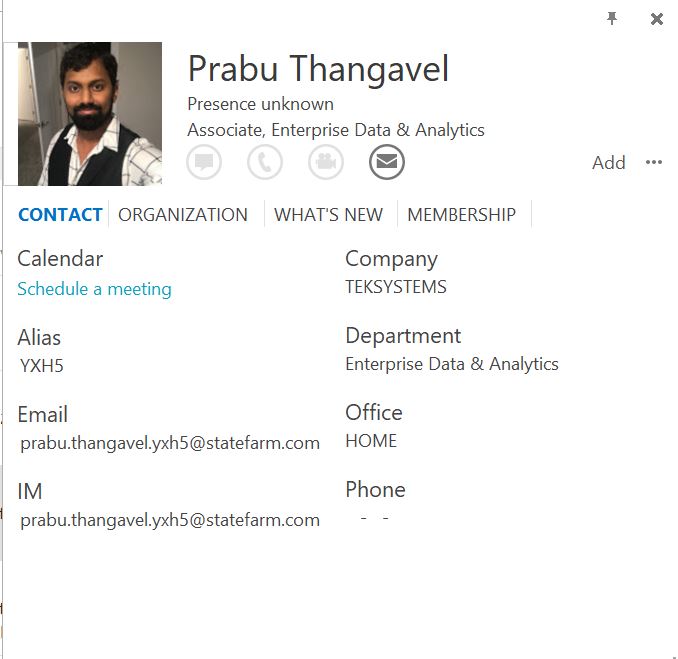 Prabu Thangavel
Presence unknown
Associate, Enterprise Data & Analytics
Add
CONTACT ORGANIZATION WHAT'S NEW MEMBERSHIP
Calendar
Schedule a meeting
Company
TEKSYSTEMS
Alias
YXH5
Department
Enterprise Data & Analytics
Email
prabu.thangavel.yxh5@statefarm.com
Office
HOME
IM
prabu.thangavel.yxh5@statefarm.com
Phone
- -